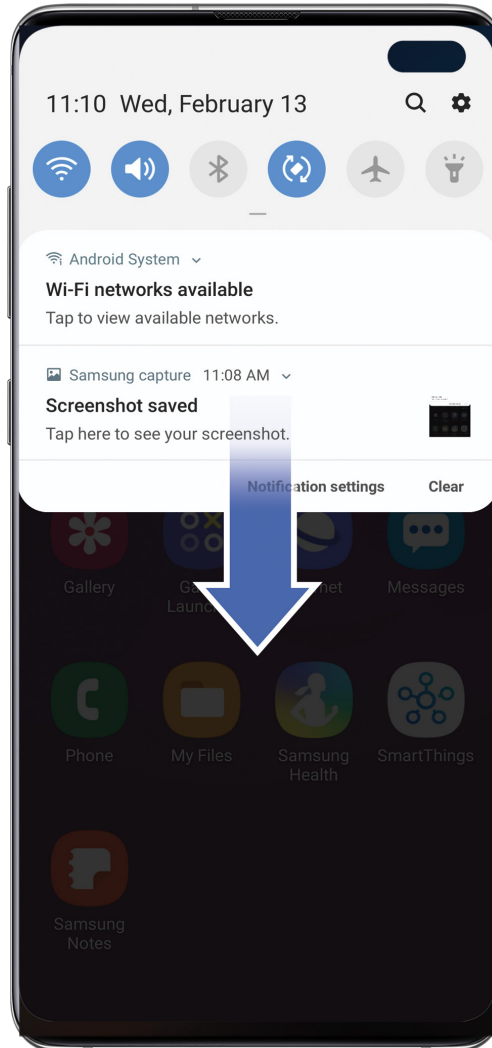 11:10 Wed, February 13
Android System
Wi-Fi networks available
Tap to view available networks.
Samsung capture 11:08 AM
Screenshot saved
Tap here to see your screenshot.
Notification settings Clear
Gallery
Messages
Phone My Files Samsung SmartThings
Health
Samsung
Notes